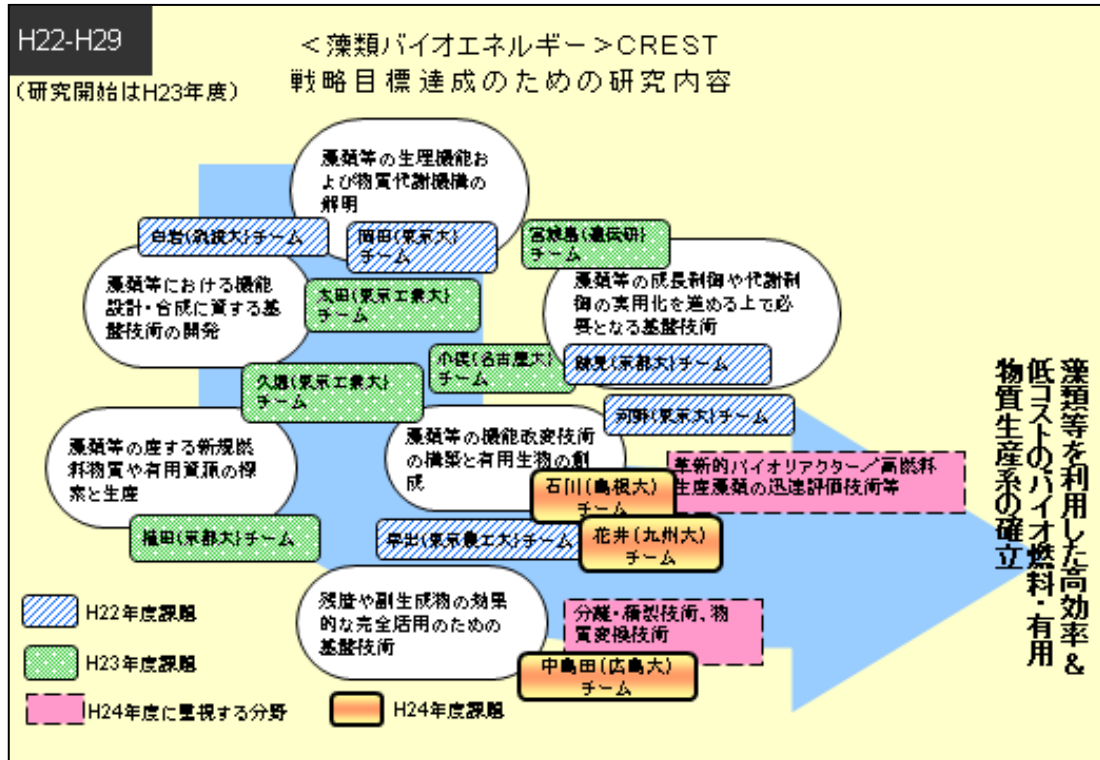 H22-H29
(研究開始はH23年度)
<藻類バイオエネルギー>CREST
戦略目標達成のための研究内容
藻類等の生理機能お
よび物質代謝機構の
解明
白岩(筑波大)チーム
岡田(東京大)
チーム
宮城島(遺伝研)
チーム
藻類等における機能
設計・合成に資する基
盤技術の開発
太田(東京工業大)
チーム
藻類等の成長制御や代謝制
御の実用化を進める上で必
要となる基盤技術
小俣(名古屋大)
チーム
跡見(京都大)チーム
久堀(東京工業大)
チーム
河野(東京大)チーム
藻類等の産する新規燃
料物質や有用資源の探
索と生産
藻類等の機能改変技術
の構築と有用生物の創
成
革新的バイオリアクター/高燃料
生産藻類の迅速評価技術等
石川(島根大)
チーム
植田(京都大)チーム
早出(東京農工大)チーム
花井(九州大)
チーム
残渣や副生成物の効果
的な完全活用のための
基盤技術
分離・精製技術、物
質変換技術
中島田(広島大)
チーム
藻類等を利用した高効率&
低コストのバイオ燃料・有用
物質生産系の確立
H22年度課題
H23年度課題
H24年度に重視する分野
H24年度課題